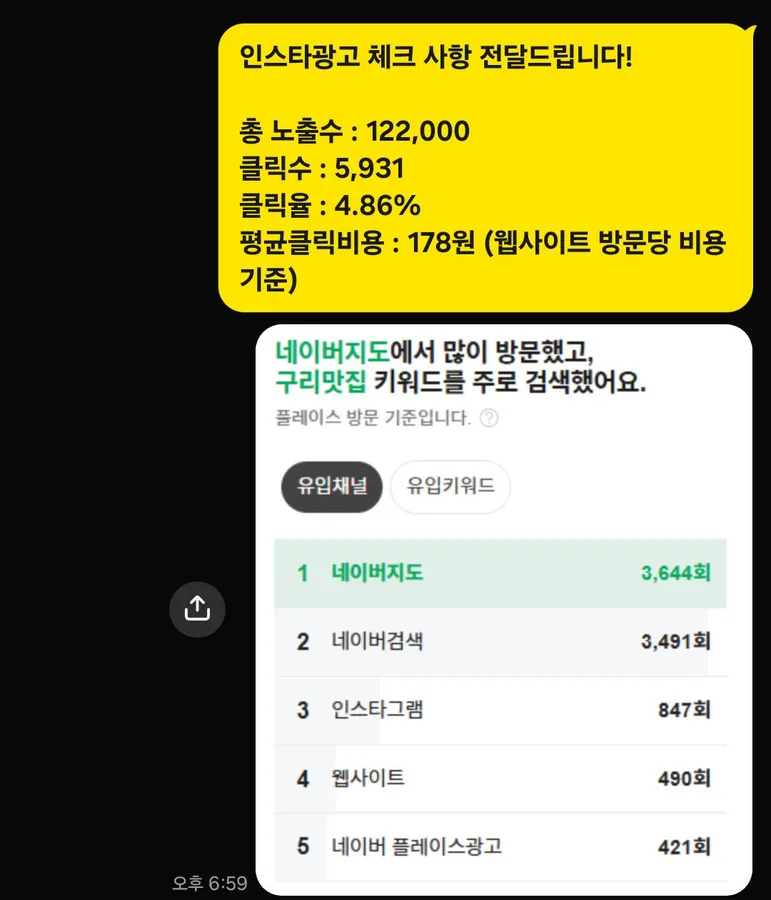 인스타광고 체크 사항 전달드립니다!
총 노출수 : 122,000
클릭수 : 5,931
클릭율 : 4.86%
평균클릭비용 : 178원 (웹사이트 방문당 비용
기준)
네이버지도에서 많이 방문했고,
구리맛집 키워드를 주로 검색했어요.
플레이스 방문 기준입니다. ?
유입채널 유입키워드
1 네이버지도 3,644회
2 네이버검색 3,491회
3 인스타그램 847회
4 웹사이트 490회
5 네이버 플레이스광고 421회
오후 6:59